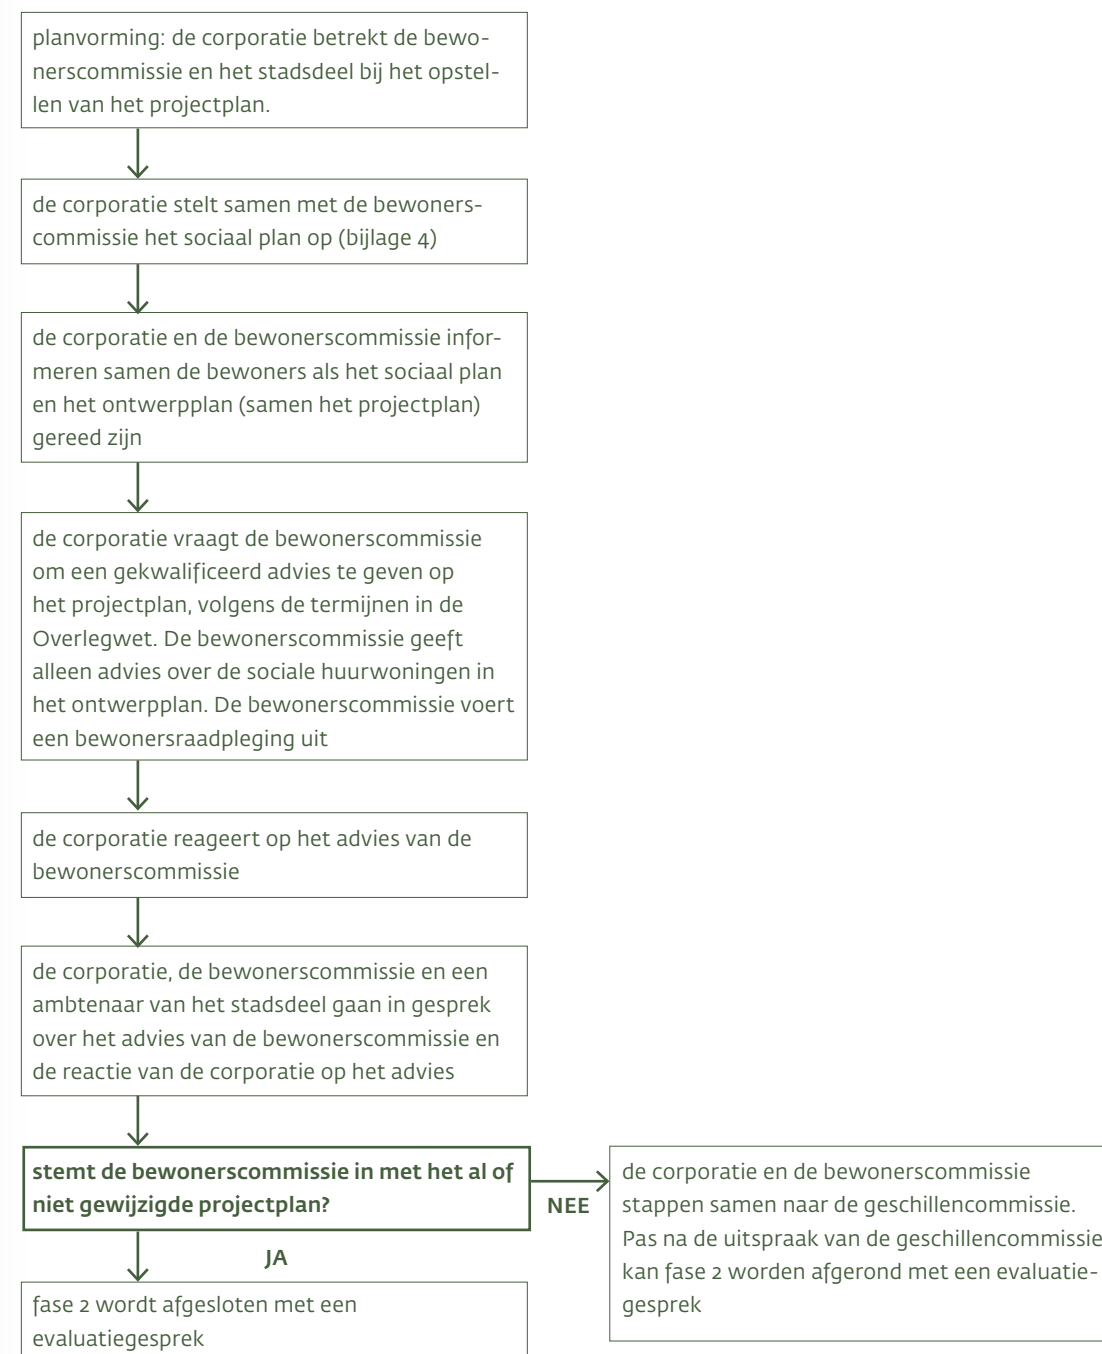 planvorming: de corporatie betrekt de bewo-
nerscommissie en het stadsdeel bij het opstel-
len van het projectplan.
de corporatie stelt samen met de bewoners-
commissie het sociaal plan op (bijlage 4)
de corporatie en de bewonerscommissie infor-
meren samen de bewoners als het sociaal plan
en het ontwerpplan (samen het projectplan)
gereed zijn
de corporatie vraagt de bewonerscommissie
om een gekwalificeerd advies te geven op
het projectplan, volgens de termijnen in de
Overlegwet. De bewonerscommissie geeft
alleen advies over de sociale huurwoningen in
het ontwerpplan. De bewonerscommissie voert
een bewonersraadpleging uit
de corporatie reageert op het advies van de
bewonerscommissie
de corporatie, de bewonerscommissie en een
ambtenaar van het stadsdeel gaan in gesprek
over het advies van de bewonerscommissie en
de reactie van de corporatie op het advies
stemt de bewonerscommissie in met het al of
niet gewijzigde projectplan?
NEE
de corporatie en de bewonerscommissie
stappen samen naar de geschillencommissie.
Pas na de uitspraak van de geschillencommissie
kan fase 2 worden afgerond met een evaluatie-
gesprek
JA
fase 2 wordt afgesloten met een
evaluatiegesprek